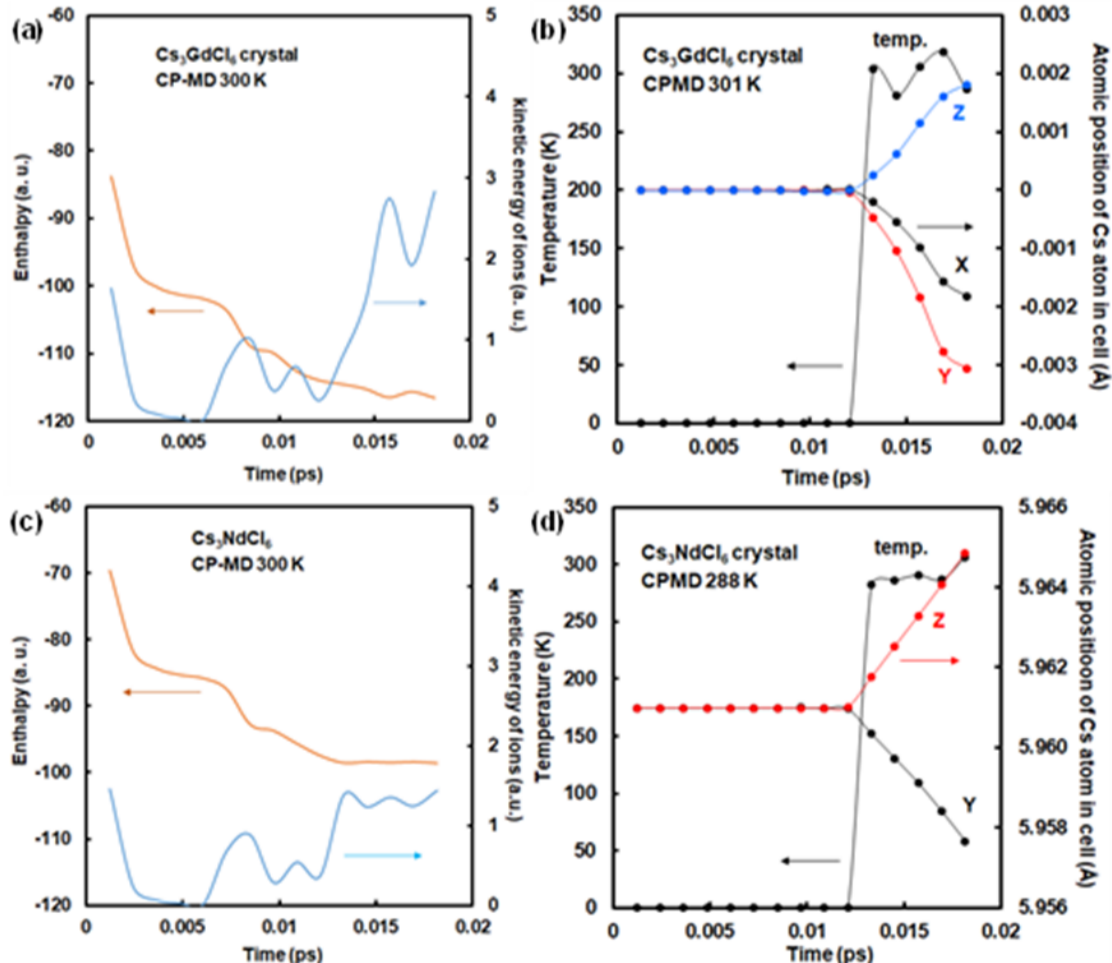 (a)
Cs3GdCl6 crystal
CP-MD 300 K
Enthalpy (a. u.)
-60
-70
-80
-90
-100
-110
-120
kinetic energy of ions (a. u.)
5
4
3
2
1
0
0
0.005
0.01
0.015
0.02
Time (ps)
(b)
Cs3GdCl6 crystal
CPMD 301 K
temp.
Z
X
Y
Temperature (K)
350
300
250
200
150
100
50
0
Atomic position of Cs aton in cell (Å)
0.003
0.002
0.001
0
-0.001
-0.002
-0.003
-0.004
0
0.005
0.01
0.015
0.02
Time (ps)
(c)
Cs3NdCl6
CP-MD 300 K
Enthalpy (a. u.)
-60
-70
-80
-90
-100
-110
-120
kinetic energy of ions (a.u.)
5
4
3
2
1
0
0
0.005
0.01
0.015
0.02
Time (ps)
(d)
Cs3NdCl6 crystal
CPMD 288 K
temp.
Z
Y
Temperature (K)
350
300
250
200
150
100
50
0
Atomic positioon of Cs atom in cell (Å)
5.966
5.964
5.962
5.960
5.958
5.956
0
0.005
0.01
0.015
0.02
Time (ps)